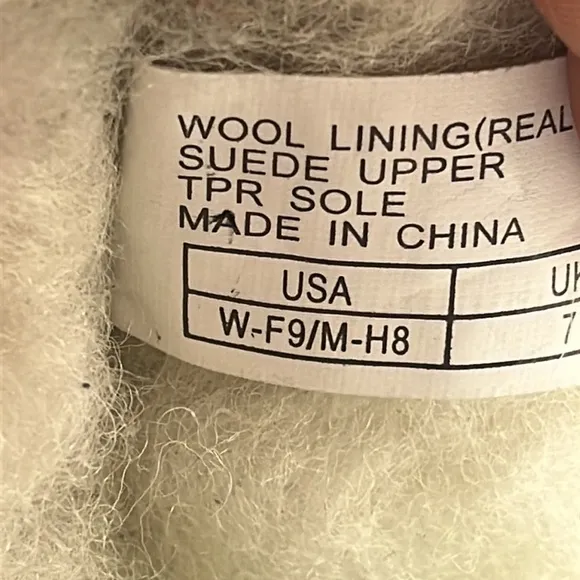 WOOL LINING(REAL
SUEDE UPPER
TPR SOLE
MADE IN CHINA
USA
W-F9/M-H8 7